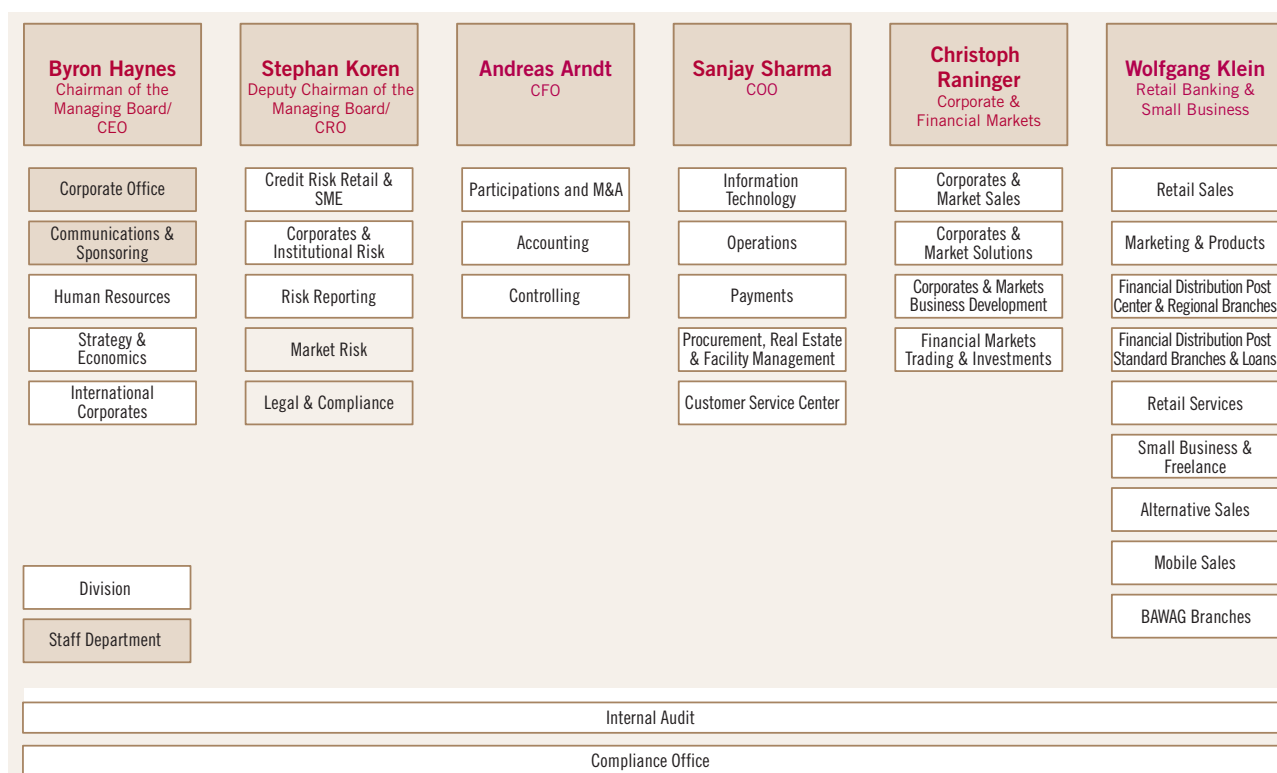 Byron Haynes
Chairman of the
Managing Board/
CEO
Stephan Koren
Deputy Chairman of the
Managing Board/
CRO
Andreas Arndt
CFO
Sanjay Sharma
COO
Christoph
Raninger
Corporate &
Financial Markets
Wolfgang Klein
Retail Banking &
Small Business
Corporate Office
Communications &
Sponsoring
Human Resources
Strategy &
Economics
International
Corporates
Credit Risk Retail &
SME
Corporates &
Institutional Risk
Risk Reporting
Market Risk
Legal & Compliance
Participations and M&A
Accounting
Controlling
Information
Technology
Operations
Payments
Procurement, Real Estate
& Facility Management
Customer Service Center
Corporates &
Market Sales
Corporates &
Market Solutions
Corporates & Markets
Business Development
Financial Markets
Trading & Investments
Retail Sales
Marketing & Products
Financial Distribution Post
Center & Regional Branches
Financial Distribution Post
Standard Branches & Loans
Retail Services
Small Business &
Freelance
Alternative Sales
Mobile Sales
BAWAG Branches
Division
Staff Department
Internal Audit
Compliance Office